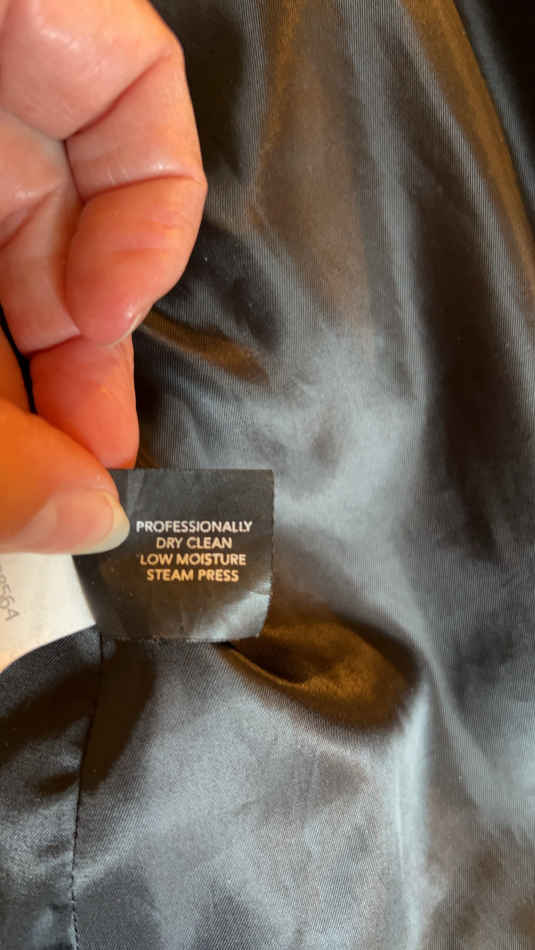 PROFESSIONALLY
DRY CLEAN
LOW MOISTURE
STEAM PRESS